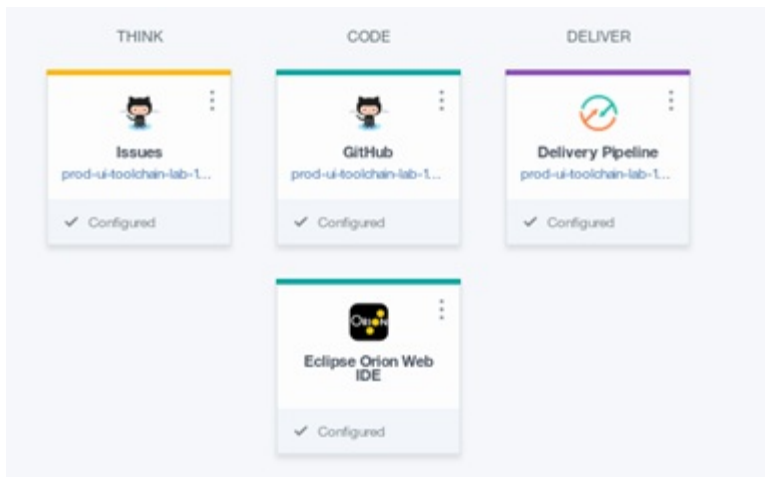 THINK
CODE
DELIVER
Issues
prod-ui-toolchain-lab-1...
Configured
GitHub
prod-ui-toolchain-lab-1...
Configured
Delivery Pipeline
prod-ui-toolchain-lab-1...
Configured
ORION
Eclipse Orion Web
IDE
Configured